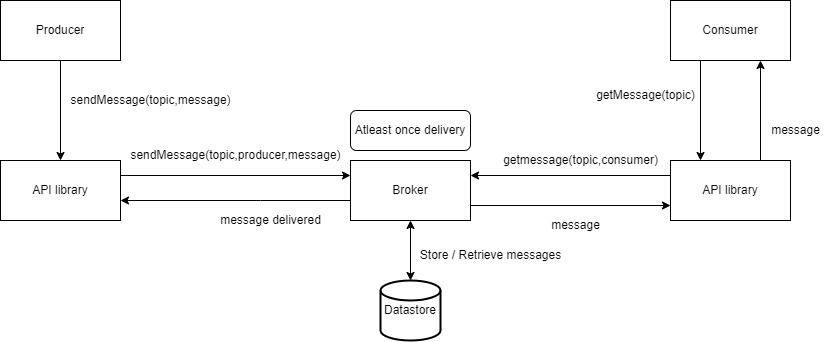 Producer
Consumer
sendMessage(topic,message)
getMessage(topic)
message
Atleast once delivery
sendMessage(topic,producer,message)
getmessage(topic,consumer)
API library
Broker
API library
message delivered
message
Store / Retrieve messages
Datastore